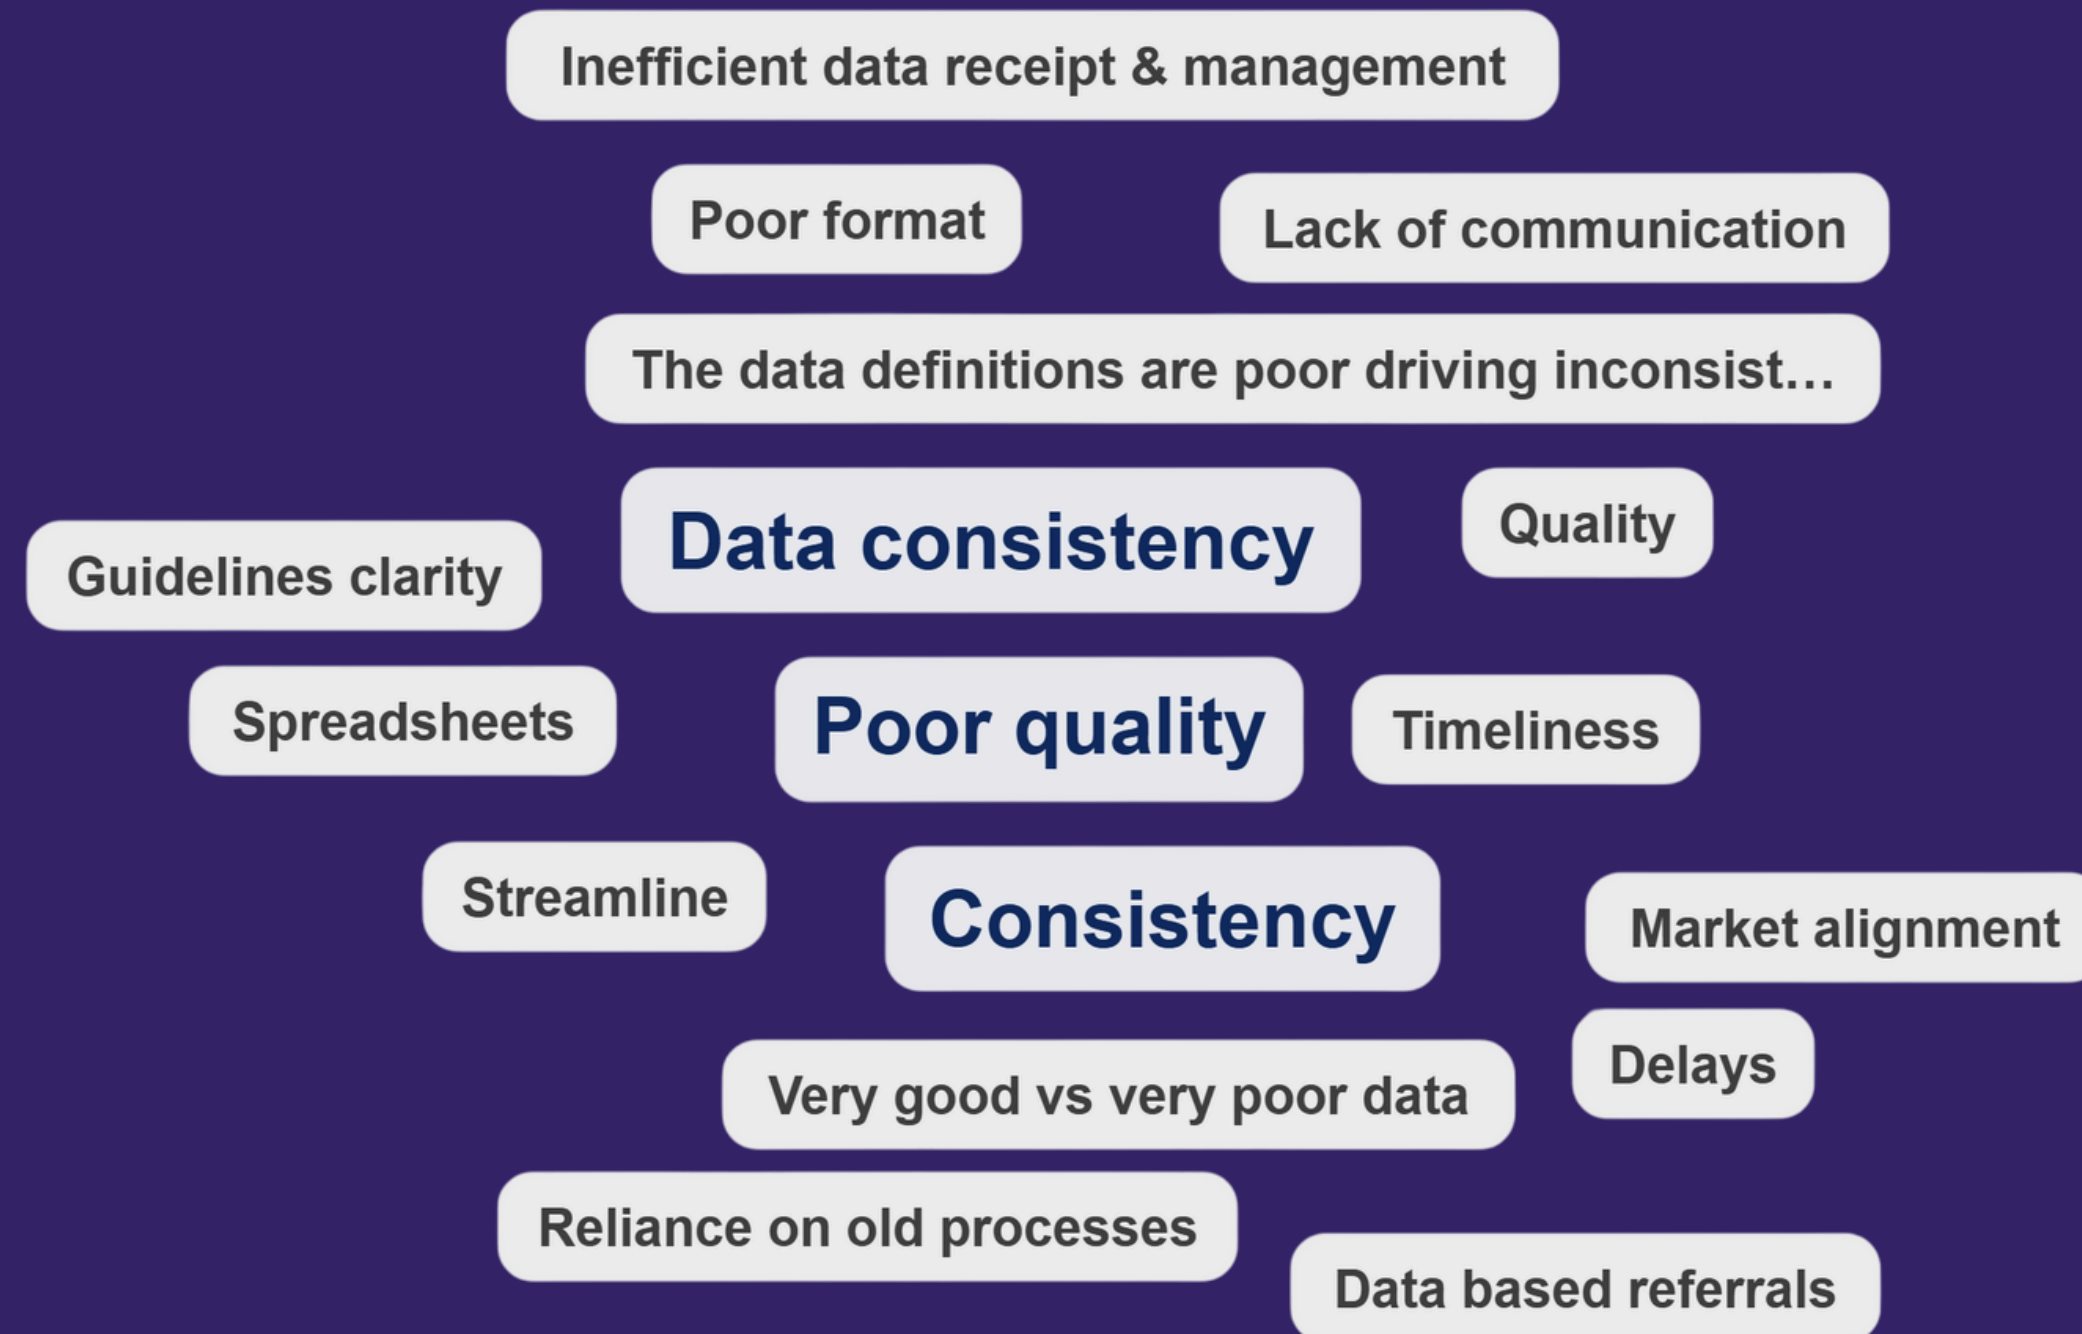 Inefficient data receipt & management
Poor format
Lack of communication
The data definitions are poor driving inconsist...
Data consistency
Quality
Guidelines clarity
Spreadsheets
Poor quality
Timeliness
Streamline
Consistency
Market alignment
Delays
Very good vs very poor data
Reliance on old processes
Data based referrals